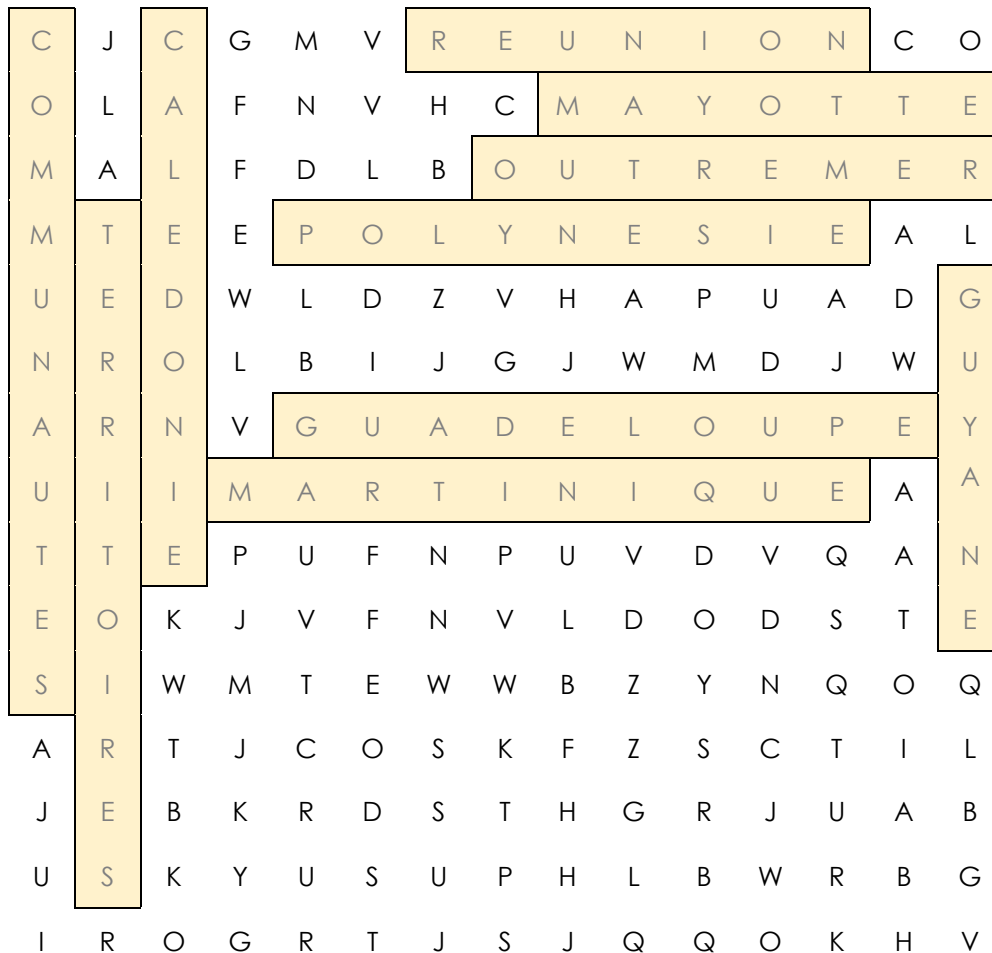 C J C G M V R E U N I O N C O
O L A F N V H C M A Y O T T E
M A L F D L B O U T R E M E R
M T E E P O L Y N E S I E A L
U E D W L D Z V H A P U A D G
N R O L B I J G J W M D J W U
A R N V G U A D E L O U P E Y
U I I M A R T I N I Q U E A A
T T E P U F N P U V D V Q A N
E O K J V F N V L D O D S T E
S I W M T E W W B Z Y N Q O Q
A R T J C O S K F Z S C T I L
J E B K R D S T H G R J U A B
U S K Y U S U P H L B W R B G
I R O G R T J S J Q Q O K H V